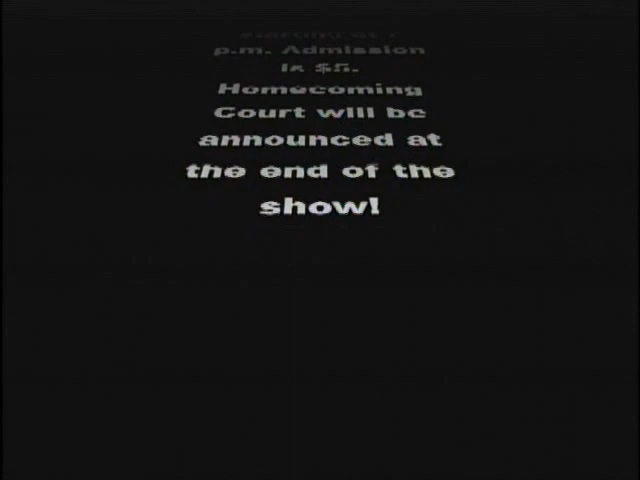 p.m. Admission
is $5.
Homecoming
Court will be
announced at
the end of the
show!